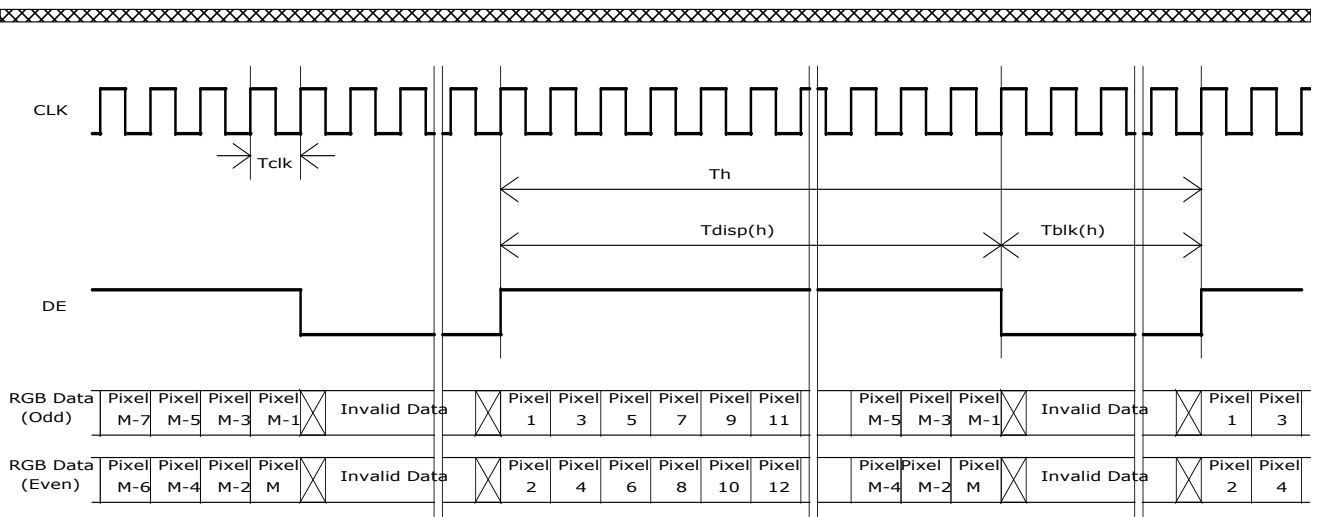 CLK
Tclk
Th
Tdisp(h) Tblk(h)
DE
RGB Data Pixel Pixel Pixel Pixel Pixel Pixel Pixel Pixel Pixel Pixel Pixel Pixel Pixel Pixel Pixel
(Odd) M-7 M-5 M-3 M-1 Invalid Data 1 3 5 7 9 11 M-5 M-3 M-1 Invalid Data 1 3
RGB Data Pixel Pixel Pixel Pixel Pixel Pixel Pixel Pixel Pixel Pixel Pixel Pixel Pixel Pixel Pixel
(Even) M-6 M-4 M-2 M Invalid Data 2 4 6 8 10 12 M-4 M-2 M Invalid Data 2 4